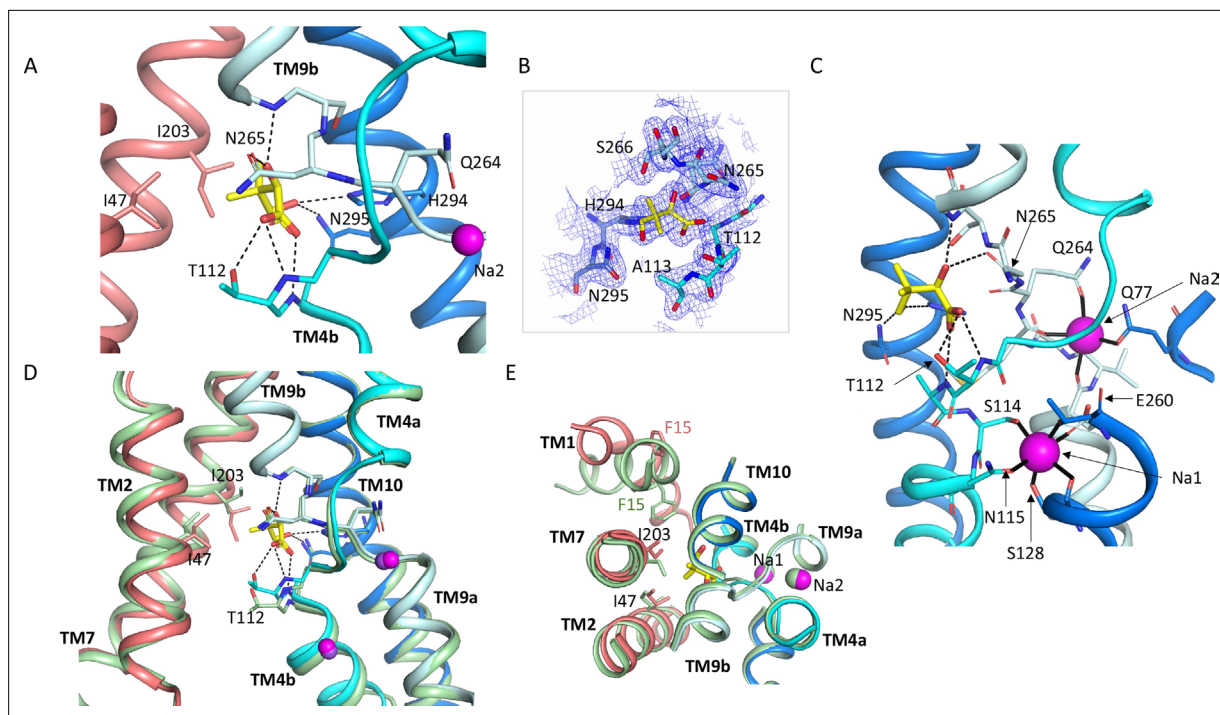 A
TM9b
I203
N265
Q264
I47
H294
N295
T112
Na2
TM4b
B
S266
N265
H294
T112
A113
N295
C
N265
Q264
Q77
Na2
N295
T112
E260
S114
Na1
N115
S128
D
TM9b
TM4a
TM2
I203
TM10
I47
T112
TM9a
TM7
TM4b
E
F15
TM1
TM10
F15
TM4b
TM9a
TM7
I203
Na1
Na2
I47
TM2
TM4a
TM9b